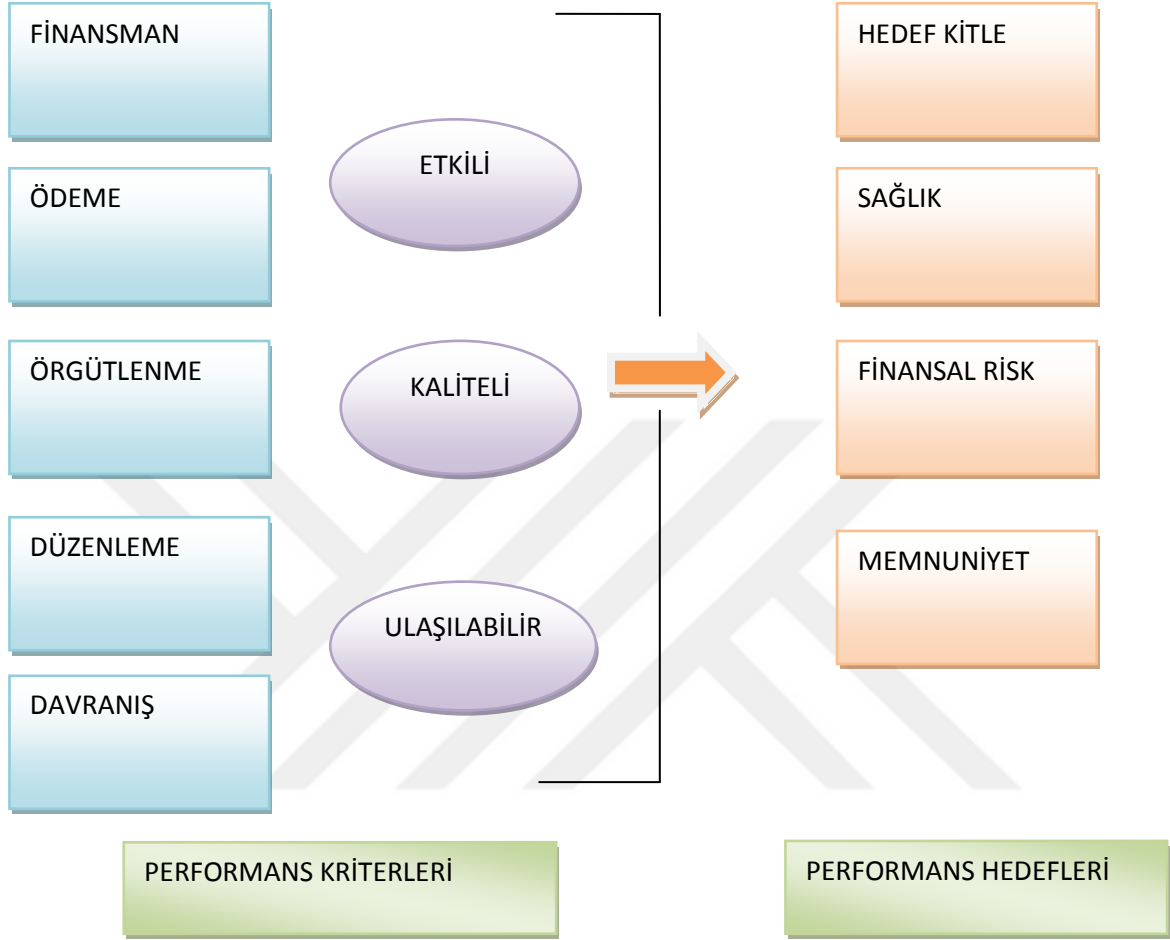 FİNANSMAN
ÖDEME
ÖRGÜTLENME
DÜZENLEME
DAVRANIŞ
ETKİLİ
KALİTELİ
ULAŞILABİLİR
HEDEF KİTLE
SAĞLIK
FİNANSAL RİSK
MEMNUNİYET
PERFORMANS KRİTERLERİ
PERFORMANS HEDEFLERİ